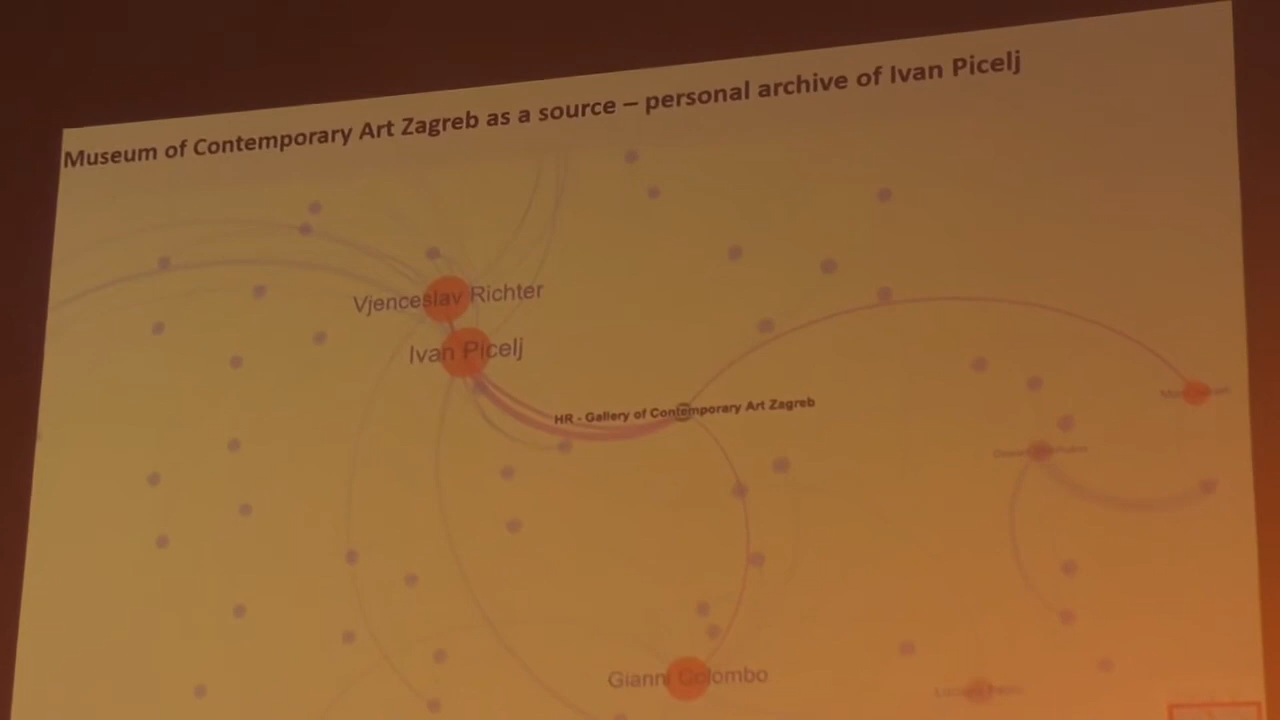 Museum of Contemporary Art Zagreb as a source – personal archive of Ivan Picelj
Vjenceslav Richter
Ivan Picelj
HR - Gallery of Contemporary Art Zagreb
Gianni Colombo